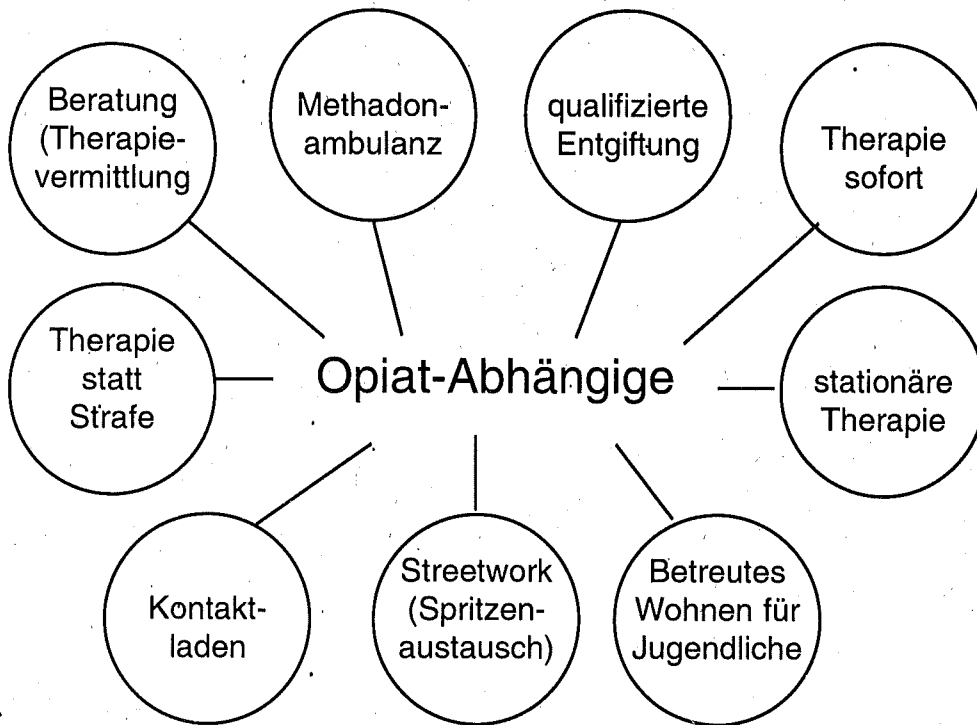 Beratung
(Therapie-
vermittlung
Methadon-
ambulanz
qualifizierte
Entgiftung
Therapie
sofort
Therapie
statt
Strafe
Opiat-Abhängige
stationäre
Therapie
Kontakt-
laden
Streetwork
(Spritzen-
austausch)
Betreutes
Wohnen für
Jugendliche